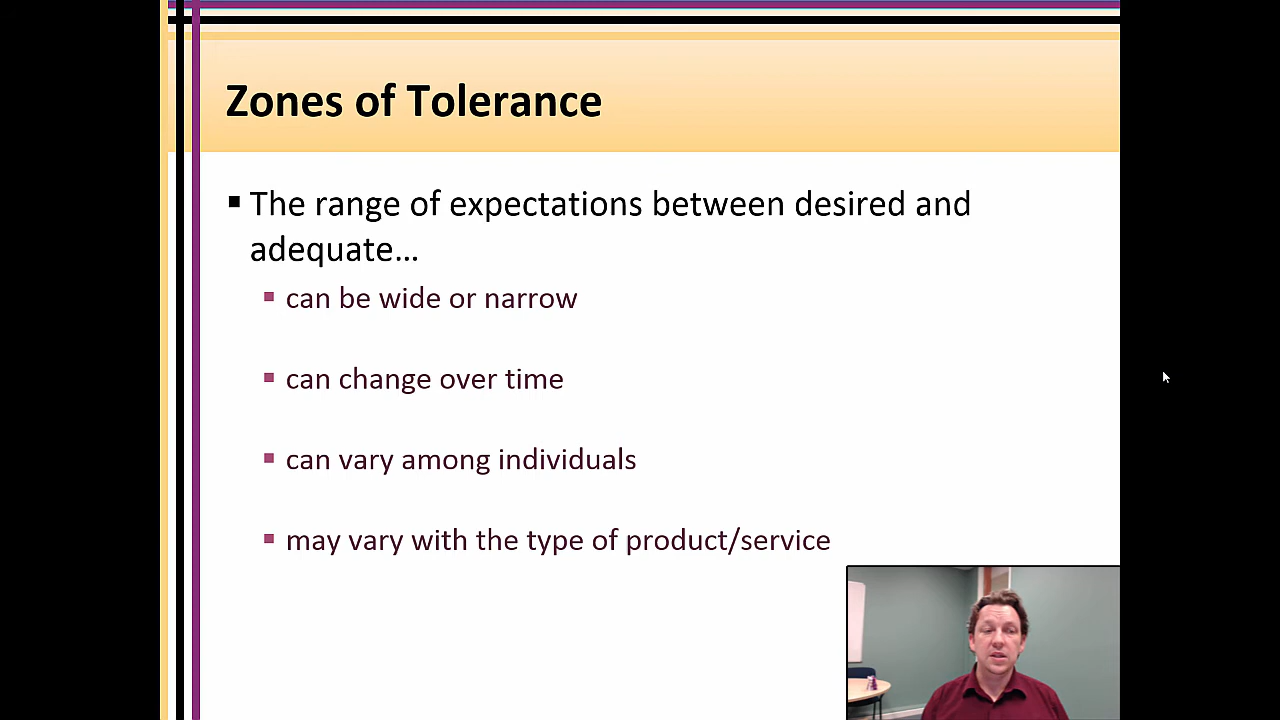 Zones of Tolerance
The range of expectations between desired and
adequate…
can be wide or narrow
can change over time
can vary among individuals
may vary with the type of product/service